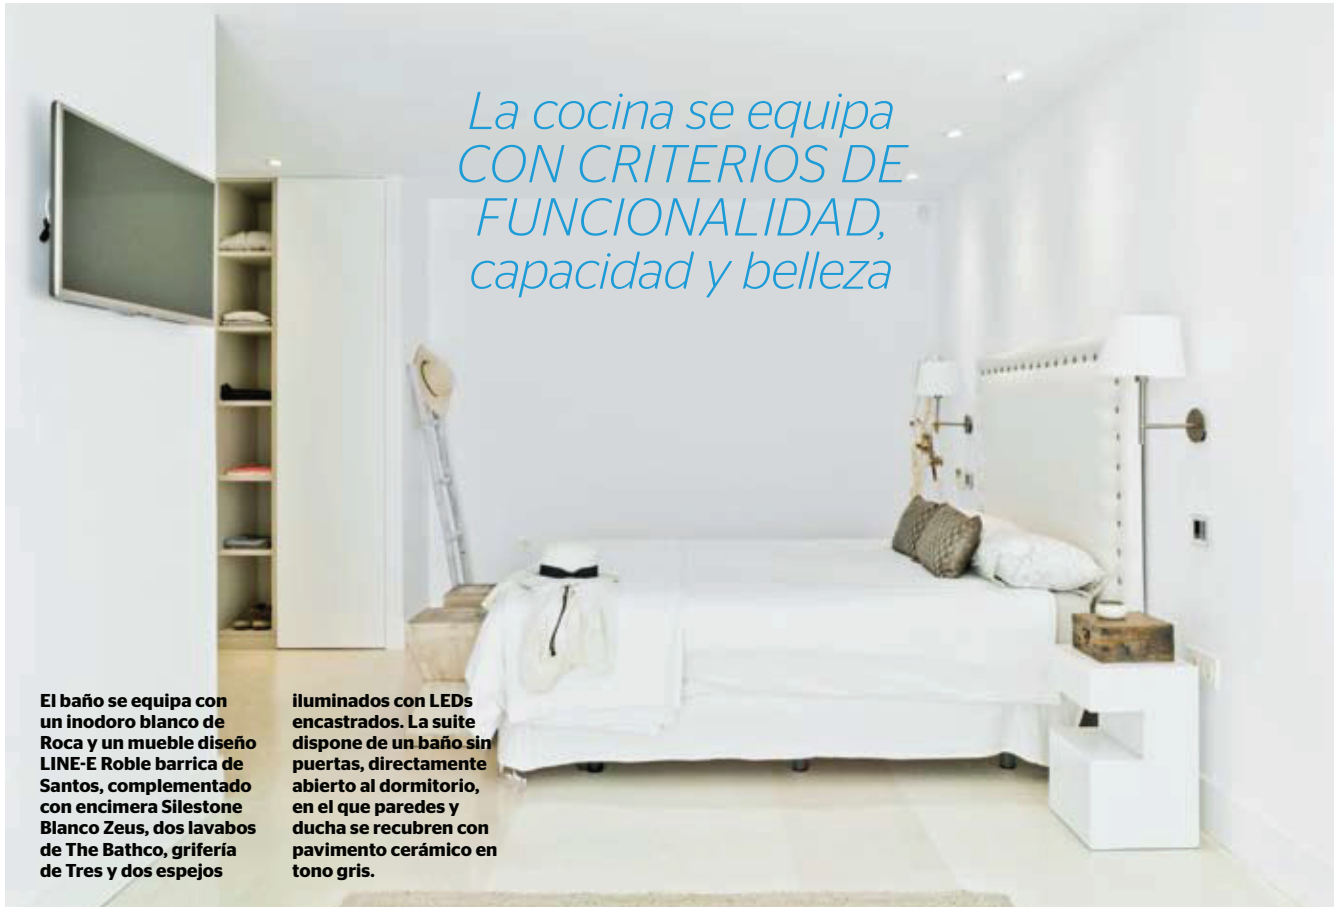 La cocina se equipa
CON CRITERIOS DE
FUNCIONALIDAD,
capacidad y belleza
El baño se equipa con
un inodoro blanco de
Roca y un mueble diseño
LINE-E Roble barrica de
Santos, complementado
con encimera Silestone
Blanco Zeus, dos lavabos
de The Bathco, grifería
de Tres y dos espejos
iluminados con LEDs
encastrados. La suite
dispone de un baño sin
puertas, directamente
abierto al dormitorio,
en el que paredes y
ducha se recubren con
pavimento cerámico en
tono gris.